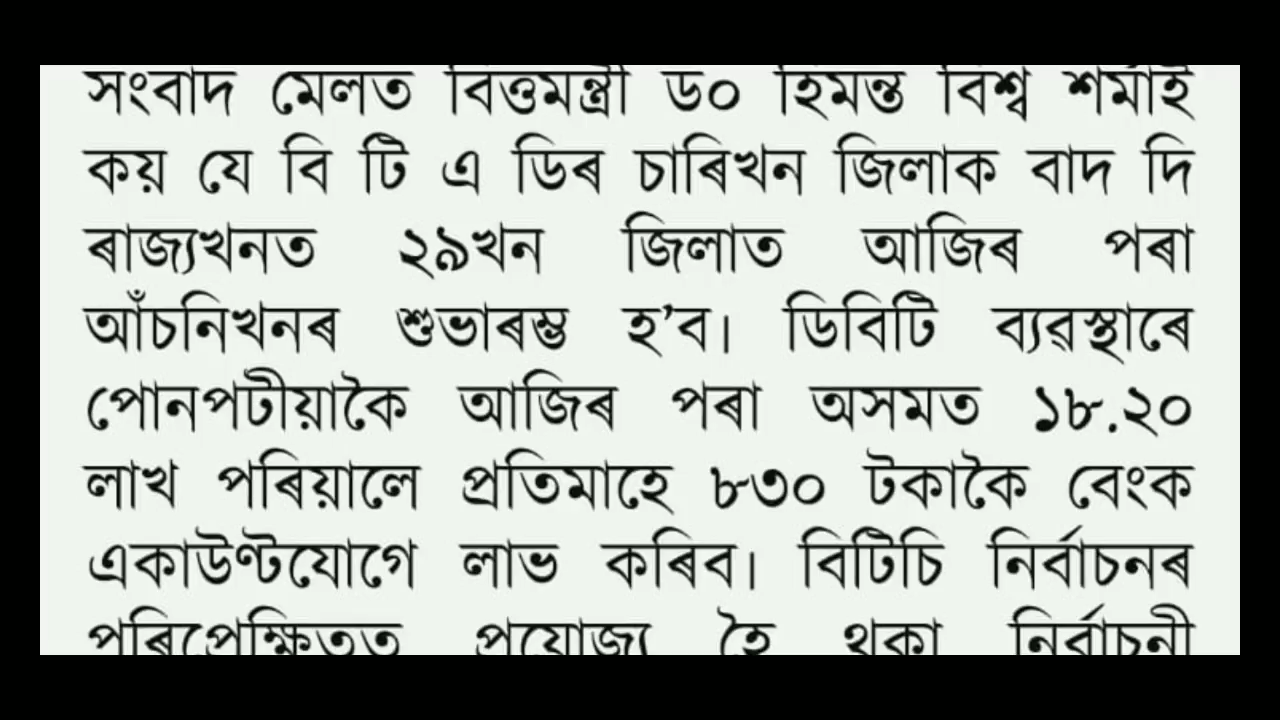 সংবাদ মেলত বিত্তমন্ত্ৰী ড০ হিমন্ত বিশ্ব শৰ্মাই
কয় যে বি টি এ ডিৰ চাৰিখন জিলাক বাদ দি
ৰাজ্যখনত ২৯খন জিলাত আজিৰ পৰা
আঁচনিখনৰ শুভাৰম্ভ হ’ব। ডিবিটি ব্যৱস্থাৰে
পোনপটীয়াকৈ আজিৰ পৰা অসমত ১৮.২০
লাখ পৰিয়ালে প্ৰতিমাহে ৮৩০ টকাকৈ বেংক
একাউণ্টযোগে লাভ কৰিব। বিটিচি নিৰ্বাচনৰ
পৰিপেক্ষিতত প্ৰযোজ্য হৈ থকা নিৰ্বাচনী